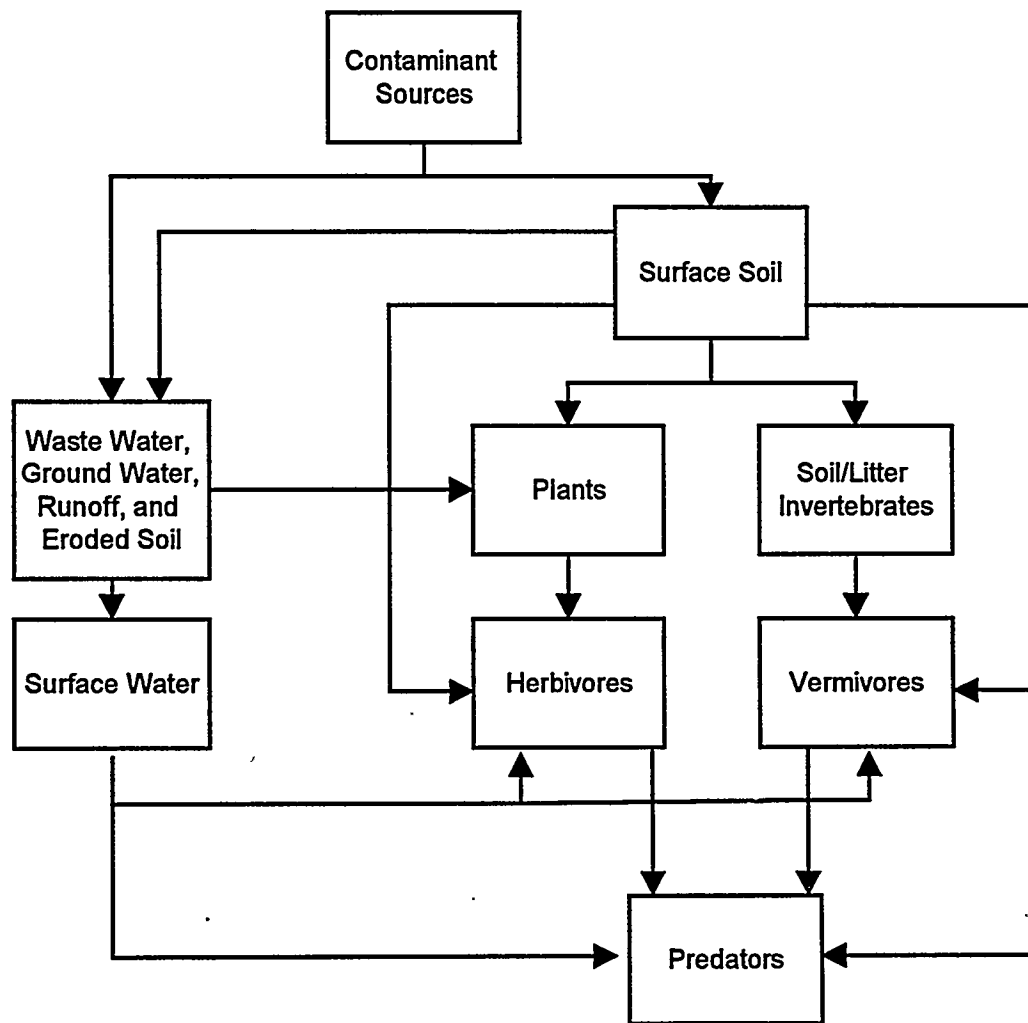 Contaminant
Sources
Surface Soil
Waste Water,
Ground Water,
Runoff, and
Eroded Soil
Plants
Soil/Litter
Invertebrates
Surface Water
Herbivores
Vermivores
Predators